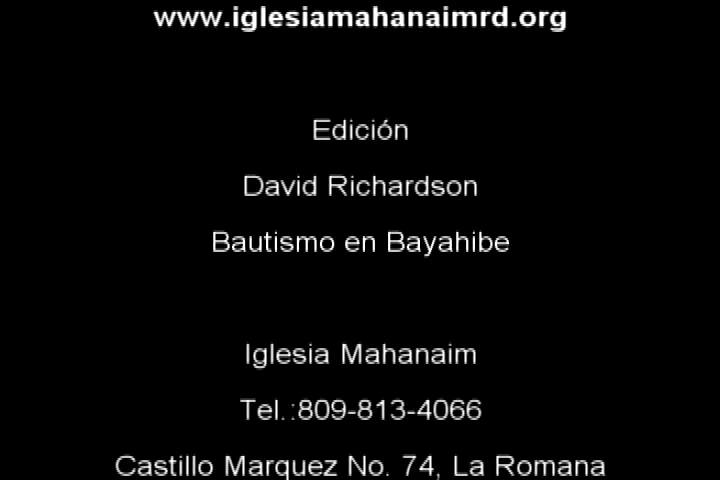 www.iglesiamahanaimrd.org
Edición
David Richardson
Bautismo en Bayahibe
Iglesia Mahanaim
Tel.:809-813-4066
Castillo Marquez No. 74, La Romana